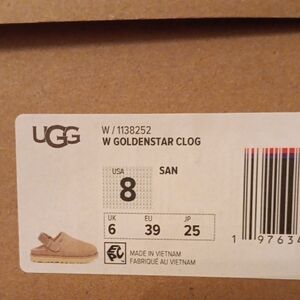 UGG
W / 1138252
W GOLDENSTAR CLOG
USA
SAN
8
UK EU JP
6 39 25
MADE IN VIETNAM
FABRIQUÉ AU VIETNAM
1 97634